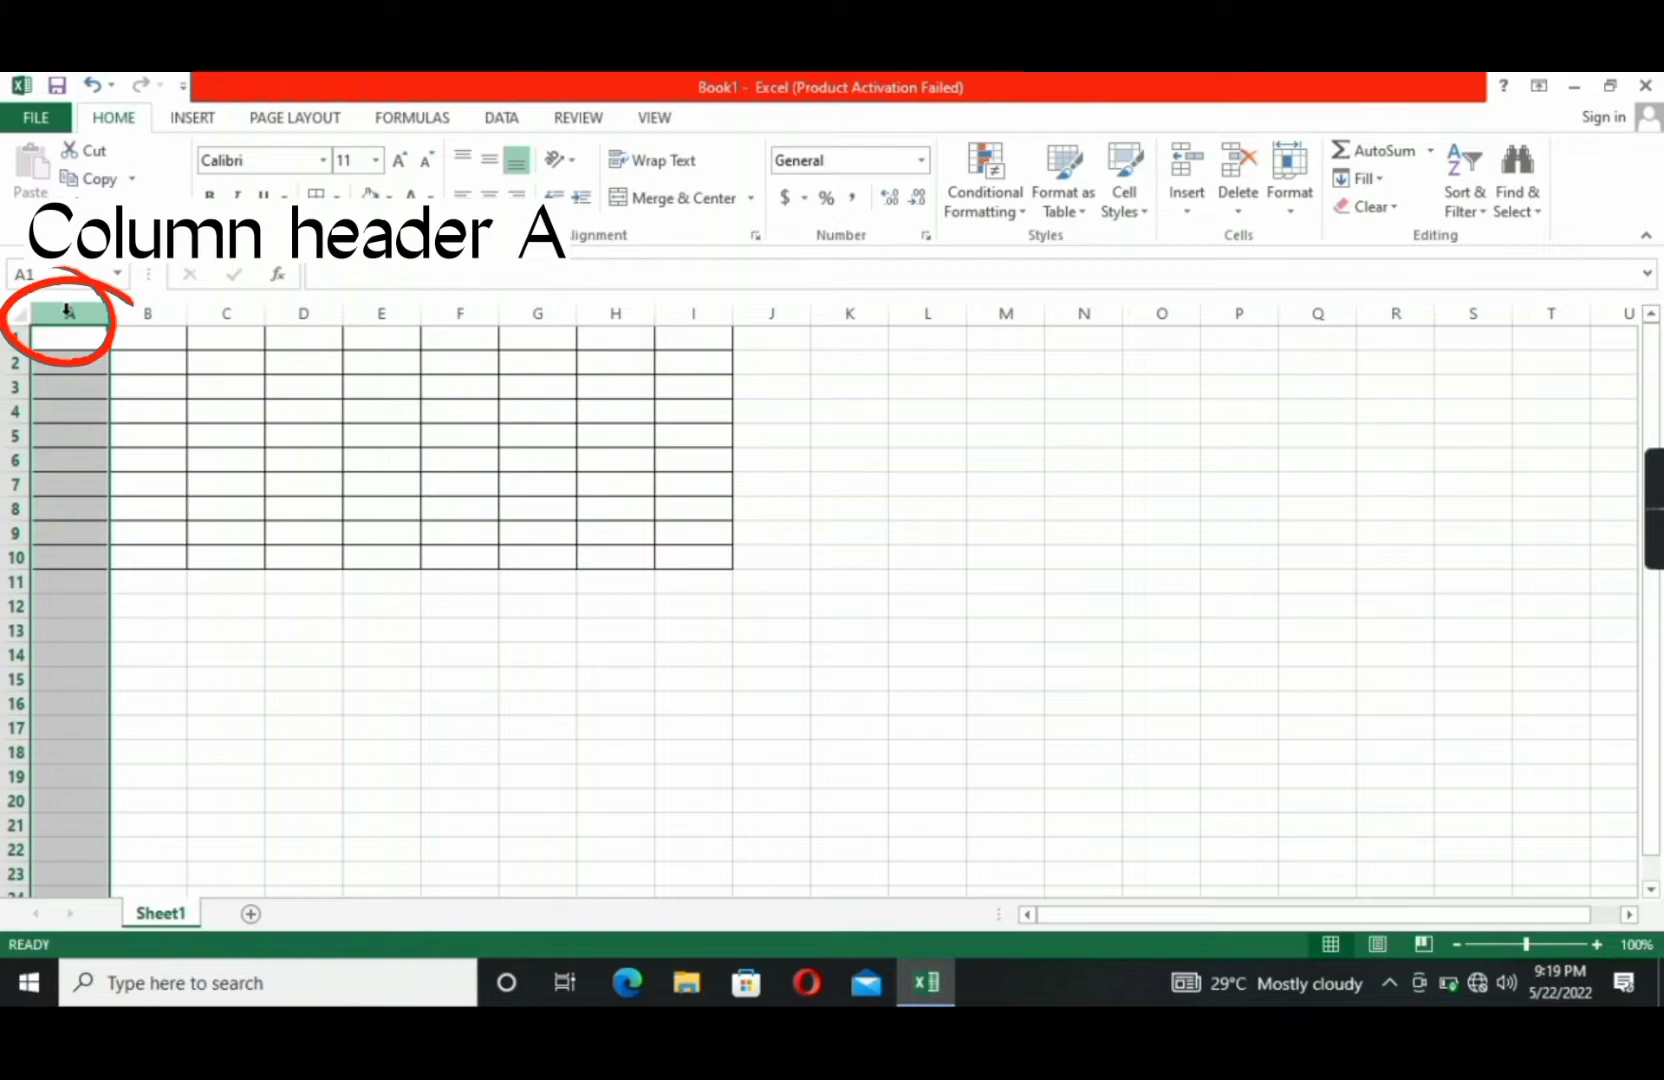 Book1 - Excel (Product Activation Failed)
?
FILE HOME INSERT PAGE LAYOUT FORMULAS DATA REVIEW VIEW Sign in
Cut
Copy
Paste
Calibri 11
Wrap Text
Merge & Center
General
$ % ,
Conditional Formatting
Format as Table
Cell Styles
Insert Delete Format
AutoSum
Fill
Clear
Sort & Filter
Find & Select
Number Styles Cells Editing
Column header A
A1 fx
A B C D E F G H I J K L M N O P Q R S T U
2
3
4
5
6
7
8
9
10
11
12
13
14
15
16
17
18
19
20
21
22
23
Sheet1
READY 100%
Type here to search
29°C Mostly cloudy
9:19 PM
5/22/2022